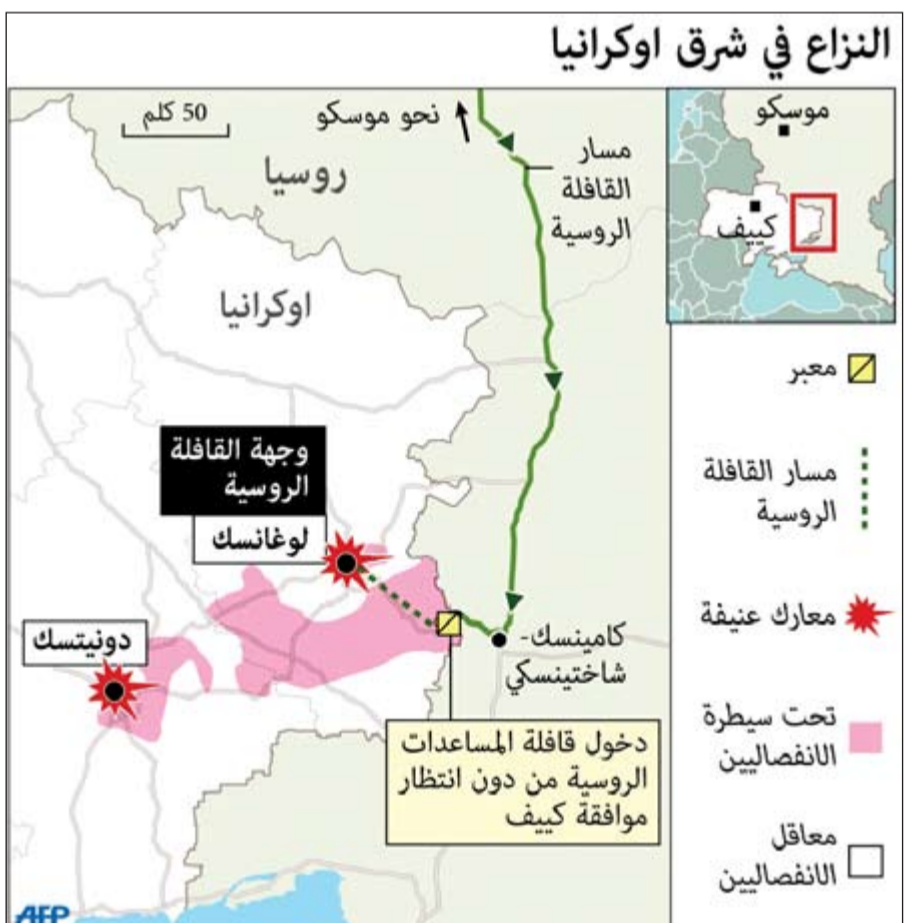 النزاع في شرق اوكرانيا
موسكو
كييف
50 كلم
نحو موسكو
روسيا
مسار
القافلة
الروسية
اوكرانيا
وجهة القافلة
الروسية
لوغانسك
دونيتسك
كامينسك-
شاختينسكي
دخول قافلة المساعدات
الروسية من دون انتظار
موافقة كييف
معبر
مسار القافلة
الروسية
معارك عنيفة
تحت سيطرة
الانفصاليين
معاقل
الانفصاليين
AFP